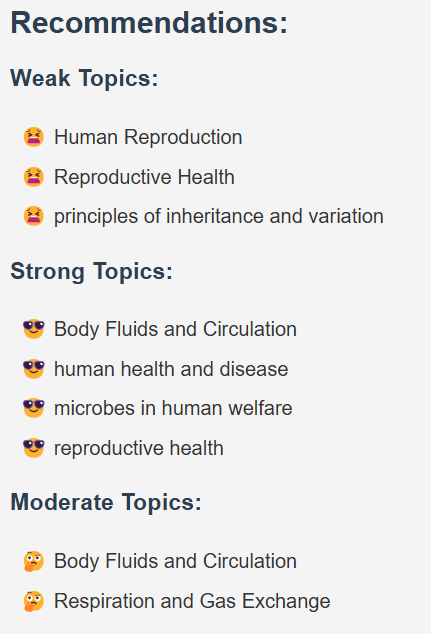 Recommendations:
Weak Topics:
Human Reproduction
Reproductive Health
principles of inheritance and variation
Strong Topics:
Body Fluids and Circulation
human health and disease
microbes in human welfare
reproductive health
Moderate Topics:
Body Fluids and Circulation
Respiration and Gas Exchange